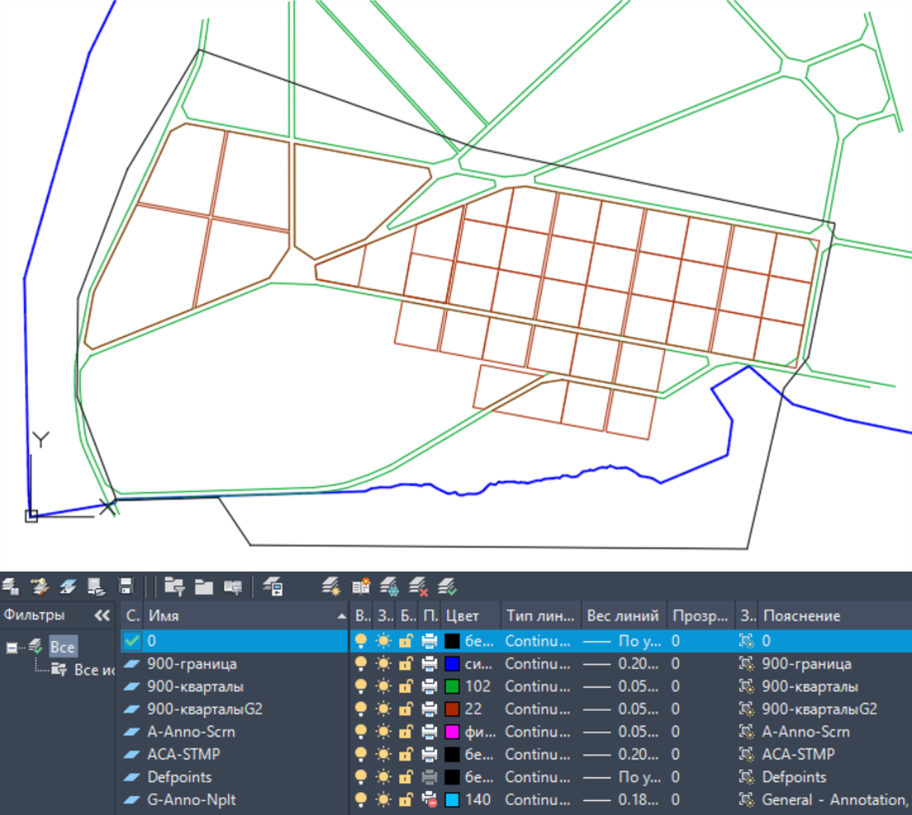 Y
X
Фильтры
С. Имя В.. З.. Б.. П. Цвет Тип лин... Вес линий Прозр... З.. Пояснение
Все
Все ис
0 бе... Continu... По у... 0 0
900-граница си... Continu... 0.20... 0 900-граница
900-кварталы 102 Continu... 0.05... 0 900-кварталы
900-кварталыG2 22 Continu... 0.05... 0 900-кварталыG2
A-Anno-Scrn фи... Continu... 0.05... 0 A-Anno-Scrn
ACA-STMP бе... Continu... 0.20... 0 ACA-STMP
Defpoints бе... Continu... По у... 0 Defpoints
G-Anno-Nplt 140 Continu... 0.18... 0 General - Annotation,